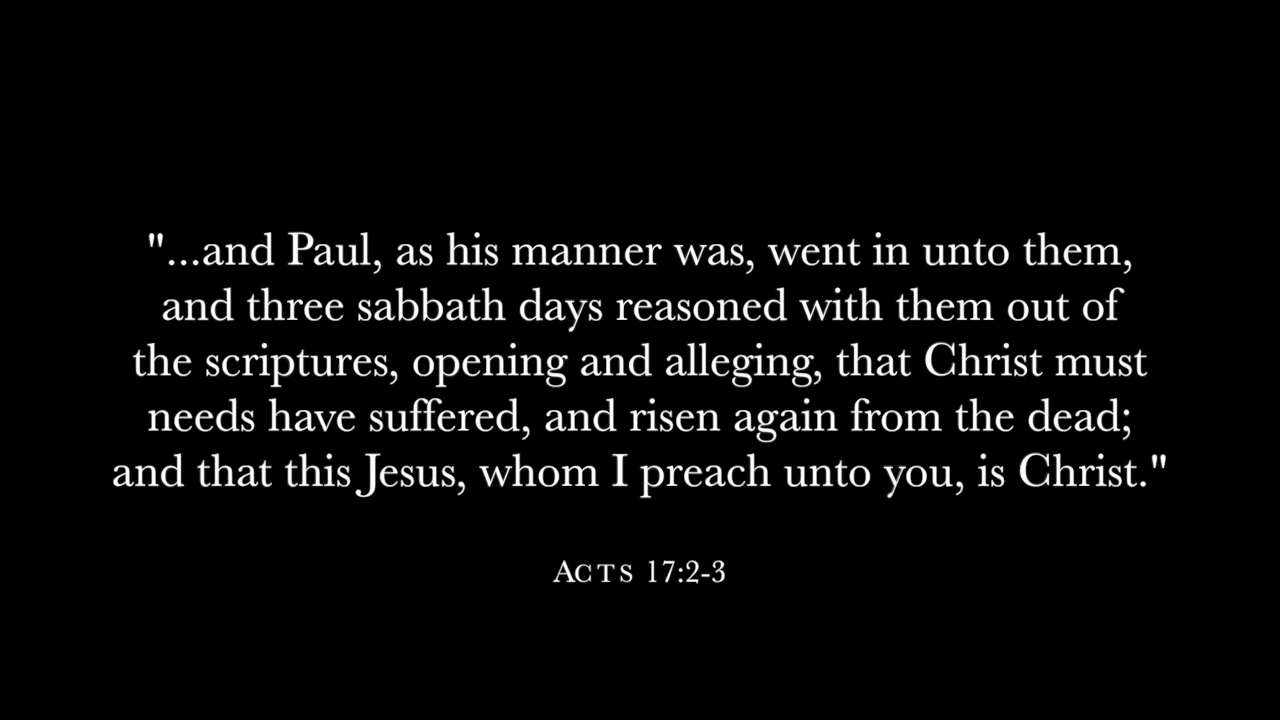 "...and Paul, as his manner was, went in unto them,
and three sabbath days reasoned with them out of
the scriptures, opening and alleging, that Christ must
needs have suffered, and risen again from the dead;
and that this Jesus, whom I preach unto you, is Christ."
ACTS 17:2-3